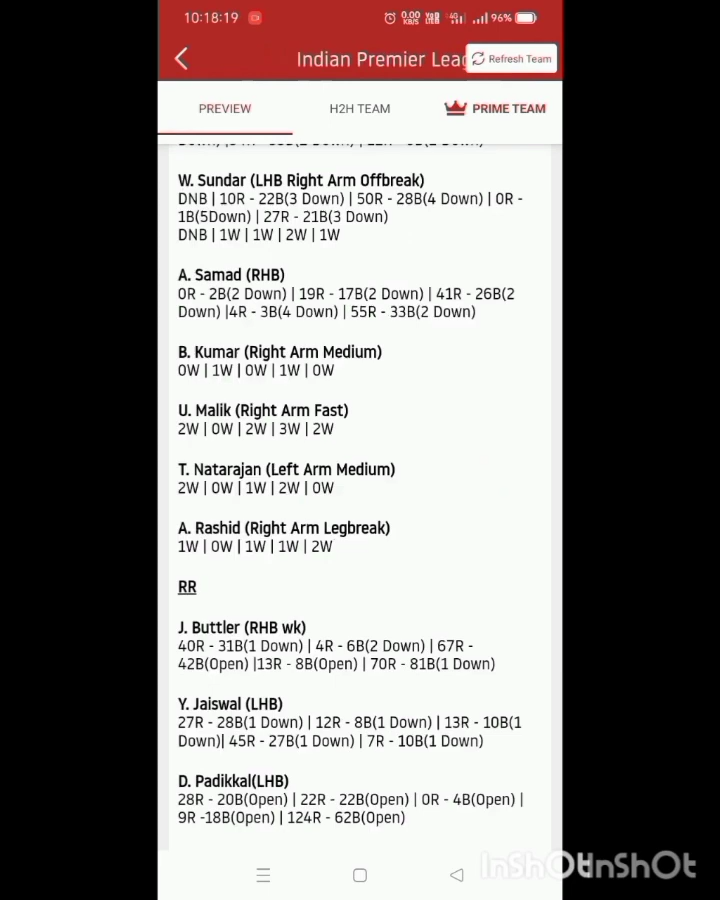 10:18:19
0.00 KB/S
96%
Indian Premier Leag
Refresh Team
PREVIEW
H2H TEAM
PRIME TEAM
W. Sundar (LHB Right Arm Offbreak)
DNB | 10R - 22B(3 Down) | 50R - 28B(4 Down) | 0R -
1B(5Down) | 27R - 21B(3 Down)
DNB | 1W | 1W | 2W | 1W
A. Samad (RHB)
0R - 2B(2 Down) | 19R - 17B(2 Down) | 41R - 26B(2
Down) |4R - 3B(4 Down) | 55R - 33B(2 Down)
B. Kumar (Right Arm Medium)
0W | 1W | 0W | 1W | 0W
U. Malik (Right Arm Fast)
2W | 0W | 2W | 3W | 2W
T. Natarajan (Left Arm Medium)
2W | 0W | 1W | 2W | 0W
A. Rashid (Right Arm Legbreak)
1W | 0W | 1W | 1W | 2W
RR
J. Buttler (RHB wk)
40R - 31B(1 Down) | 4R - 6B(2 Down) | 67R -
42B(Open) |13R - 8B(Open) | 70R - 81B(1 Down)
Y. Jaiswal (LHB)
27R - 28B(1 Down) | 12R - 8B(1 Down) | 13R - 10B(1
Down)| 45R - 27B(1 Down) | 7R - 10B(1 Down)
D. Padikkal(LHB)
28R - 20B(Open) | 22R - 22B(Open) | 0R - 4B(Open) |
9R -18B(Open) | 124R - 62B(Open)
InShOt InShOt